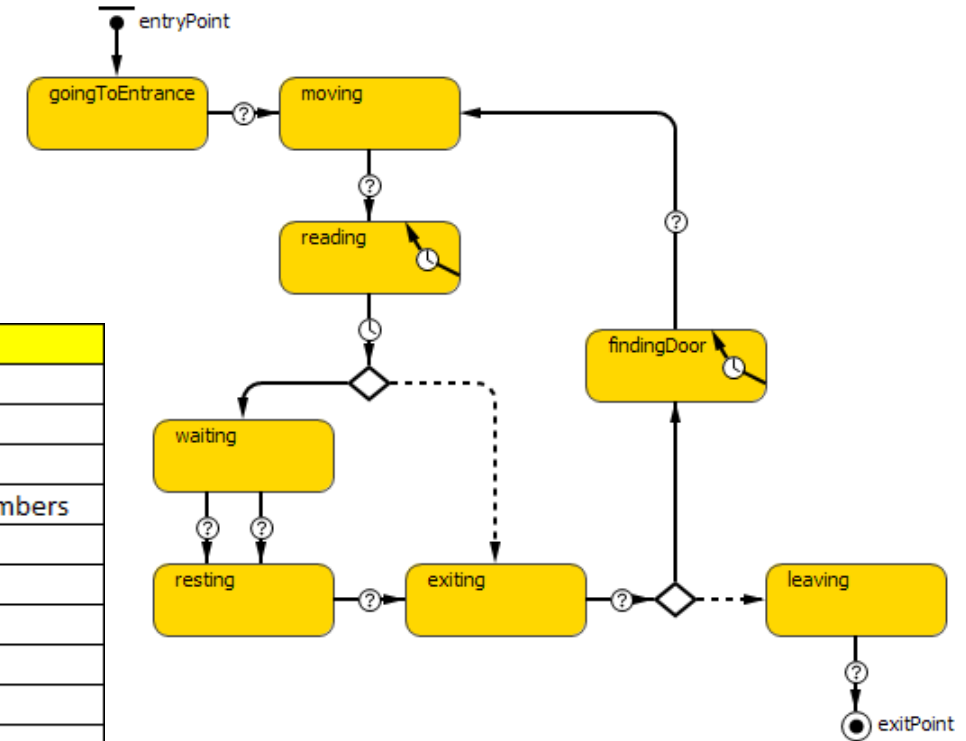 entryPoint
goingToEntrance
moving
?
?
reading
?
findingDoor
waiting
mbers
? ?
resting
exiting
leaving
? ?
?
exitPoint